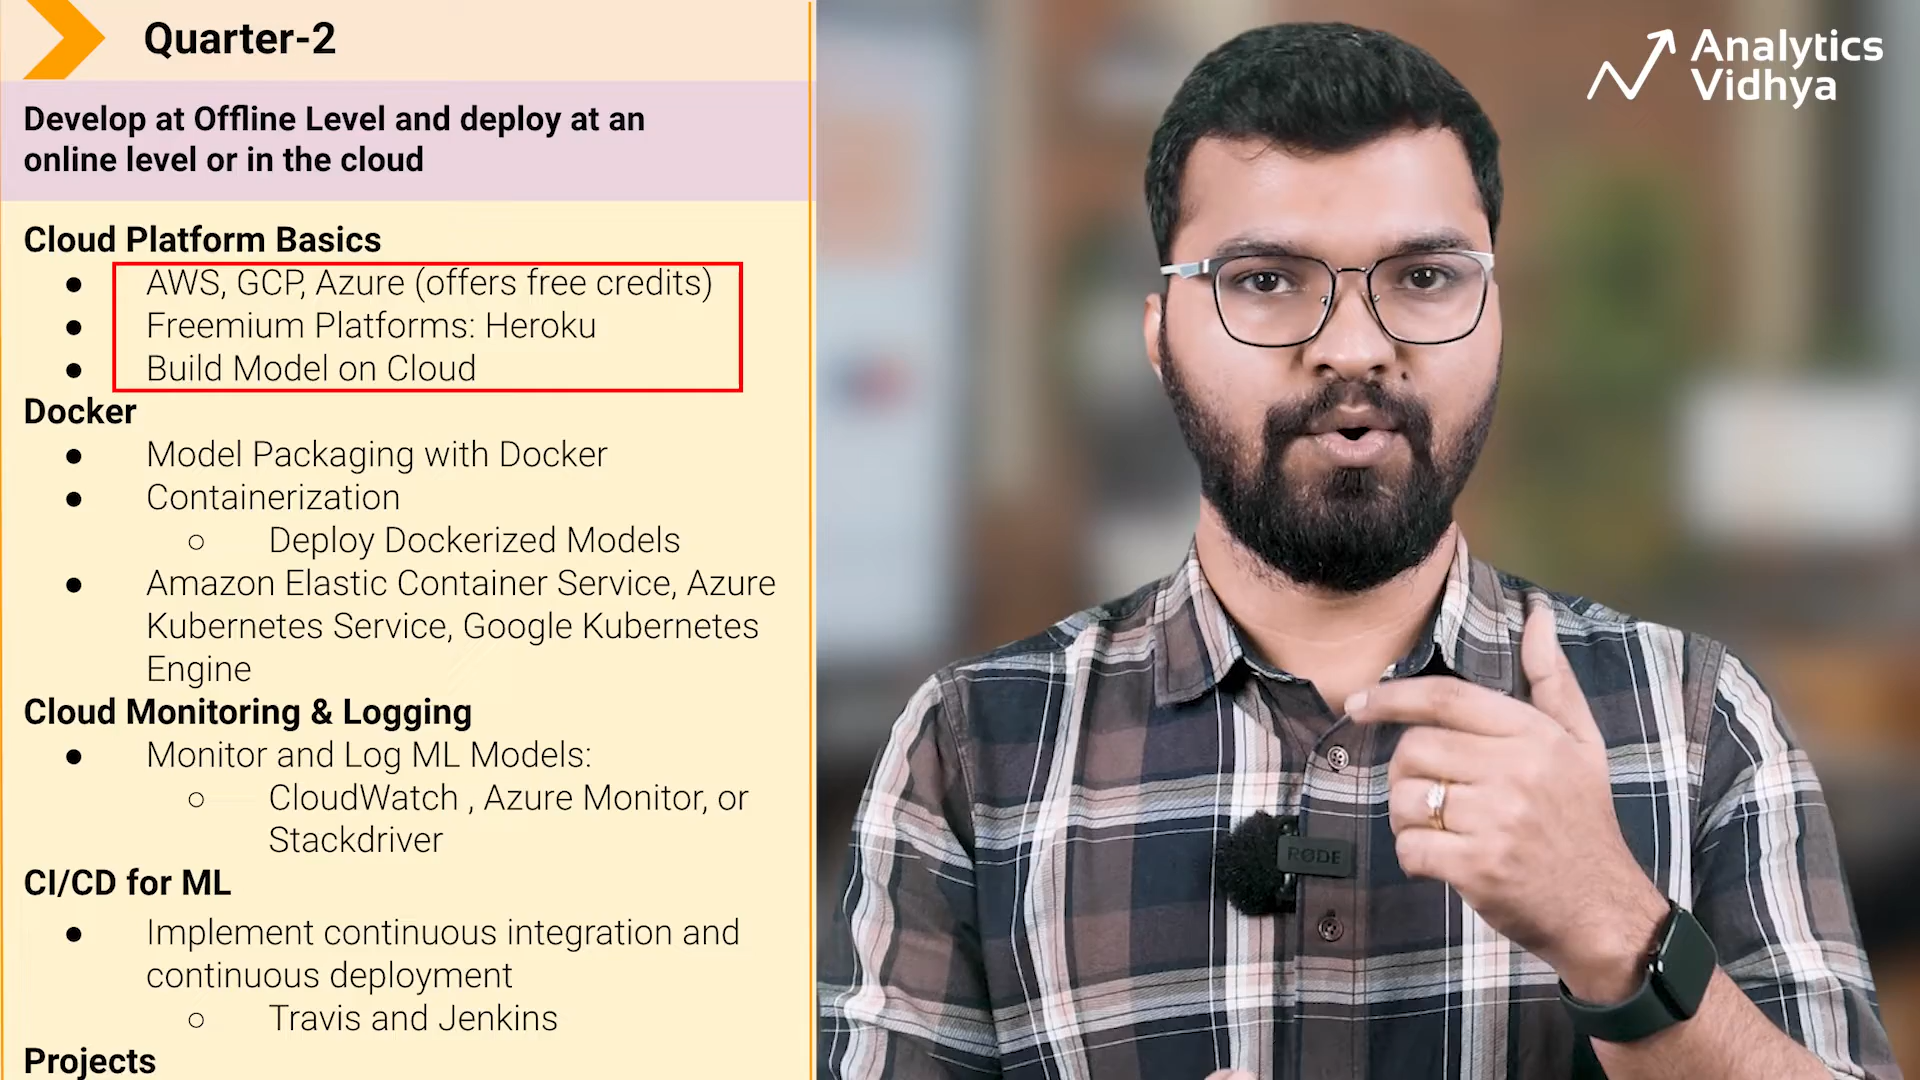 Quarter-2
Develop at Offline Level and deploy at an
online level or in the cloud
Cloud Platform Basics
● AWS, GCP, Azure (offers free credits)
● Freemium Platforms: Heroku
● Build Model on Cloud
Docker
● Model Packaging with Docker
● Containerization
○ Deploy Dockerized Models
● Amazon Elastic Container Service, Azure
Kubernetes Service, Google Kubernetes
Engine
Cloud Monitoring & Logging
● Monitor and Log ML Models:
○ CloudWatch , Azure Monitor, or
Stackdriver
CI/CD for ML
● Implement continuous integration and
continuous deployment
○ Travis and Jenkins
Projects
Analytics
Vidhya
RØDE